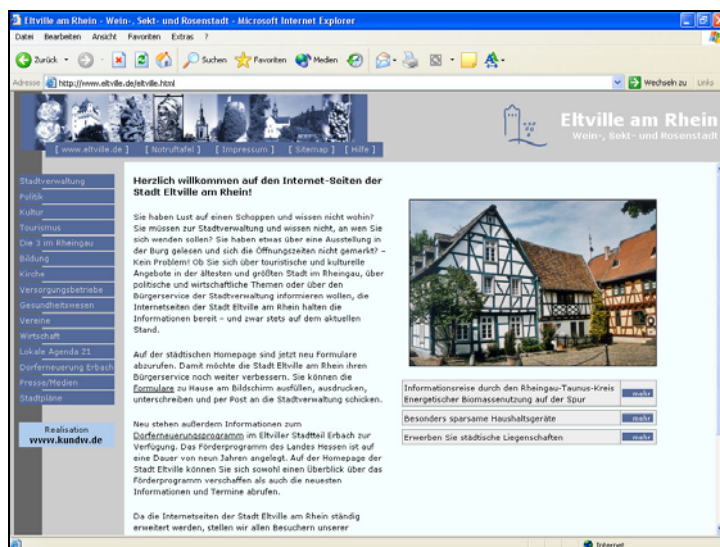 Eltville am Rhein - Wein-, Sekt- und Rosenstadt - Microsoft Internet Explorer
Datei Bearbeiten Ansicht Favoriten Extras ?
Zurück Suchen Favoriten Medien
Adresse http://www.eltville.de/eltville.html Wechseln zu Links
Eltville am Rhein
Wein-, Sekt- und Rosenstadt
[ www.eltville.de ] [ Notruftafel ] [ Impressum ] [ Sitemap ] [ Hilfe ]
Stadtverwaltung
Politik
Kultur
Tourismus
Die 3 im Rheingau
Bildung
Kirche
Versorgungsbetriebe
Gesundheitswesen
Vereine
Wirtschaft
Lokale Agenda 21
Dorferneuerung Erbach
Presse/Medien
Stadtpläne
Realisation
www.kundw.de
Herzlich willkommen auf den Internet-Seiten der
Stadt Eltville am Rhein!
Sie haben Lust auf einen Schoppen und wissen nicht wohin?
Sie müssen zur Stadtverwaltung und wissen nicht, an wen Sie
sich wenden sollen? Sie haben etwas über eine Ausstellung in
der Burg gelesen und sich die Öffnungszeiten nicht gemerkt? –
Kein Problem! Ob Sie sich über touristische und kulturelle
Angebote in der ältesten und größten Stadt im Rheingau, über
politische und wirtschaftliche Themen oder über den
Bürgerservice der Stadtverwaltung informieren wollen, die
Internetseiten der Stadt Eltville am Rhein halten die
Informationen bereit – und zwar stets auf dem aktuellen
Stand.
Auf der städtischen Homepage sind jetzt neu Formulare
abzurufen. Damit möchte die Stadt Eltville am Rhein ihren
Bürgerservice noch weiter verbessern. Sie können die
Formulare zu Hause am Bildschirm ausfüllen, ausdrucken,
unterschreiben und per Post an die Stadtverwaltung schicken.
Neu stehen außerdem Informationen zum
Dorferneuerungsprogramm im Eltviller Stadtteil Erbach zur
Verfügung. Das Förderprogramm des Landes Hessen ist auf
eine Dauer von neun Jahren angelegt. Auf der Homepage der
Stadt Eltville können Sie sich sowohl einen Überblick über das
Förderprogramm verschaffen als auch die neuesten
Informationen und Termine abrufen.
Da die Internetseiten der Stadt Eltville am Rhein ständig
erweitert werden, stellen wir allen Besuchern unserer
Informationsreise durch den Rheingau-Taunus-Kreis
Energetischer Biomassenutzung auf der Spur mehr
Besonders sparsame Haushaltsgeräte mehr
Erwerben Sie städtische Liegenschaften mehr
Internet